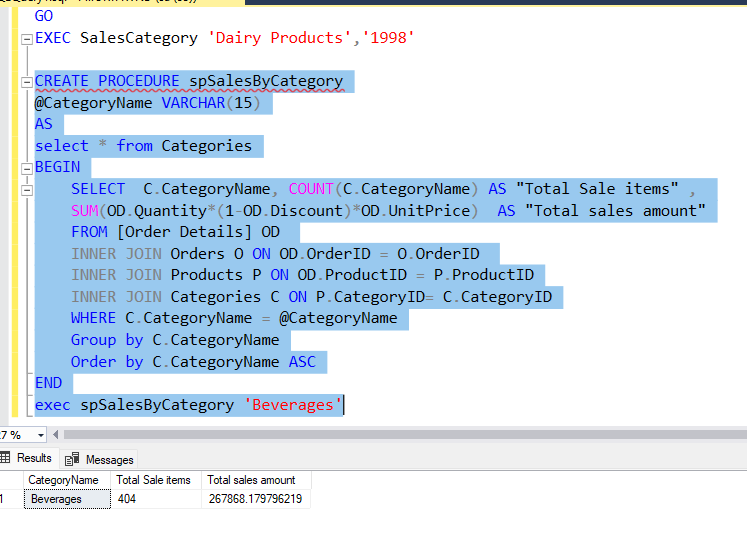 GO
EXEC SalesCategory 'Dairy Products','1998'
CREATE PROCEDURE spSalesByCategory
@CategoryName VARCHAR(15)
AS
select * from Categories
BEGIN
SELECT C.CategoryName, COUNT(C.CategoryName) AS "Total Sale items" ,
SUM(OD.Quantity*(1-OD.Discount)*OD.UnitPrice) AS "Total sales amount"
FROM [Order Details] OD
INNER JOIN Orders O ON OD.OrderID = O.OrderID
INNER JOIN Products P ON OD.ProductID = P.ProductID
INNER JOIN Categories C ON P.CategoryID= C.CategoryID
WHERE C.CategoryName = @CategoryName
Group by C.CategoryName
Order by C.CategoryName ASC
END
exec spSalesByCategory 'Beverages'
7 %
Results Messages
CategoryName Total Sale items Total sales amount
1 Beverages 404 267868.179796219